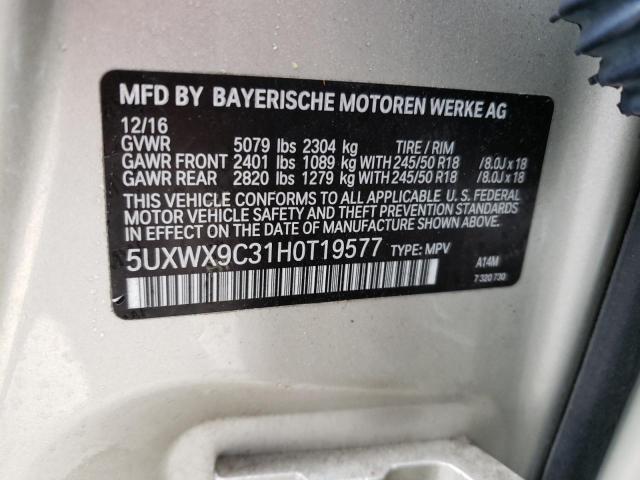 MFD BY BAYERISCHE MOTOREN WERKE AG
12/16
GVWR 5079 lbs 2304 kg TIRE / RIM
GAWR FRONT 2401 lbs 1089 kg WITH 245/50 R18 /8.0J x 18
GAWR REAR 2820 lbs 1279 kg WITH 245/50 R18 /8.0J x 18
THIS VEHICLE CONFORMS TO ALL APPLICABLE U. S. FEDERAL
MOTOR VEHICLE SAFETY AND THEFT PREVENTION STANDARDS
IN EFFECT ON THE DATE OF MANUFACTURE SHOWN ABOVE.
5UXWX9C31H0T19577 TYPE: MPV A14M
7 320 730